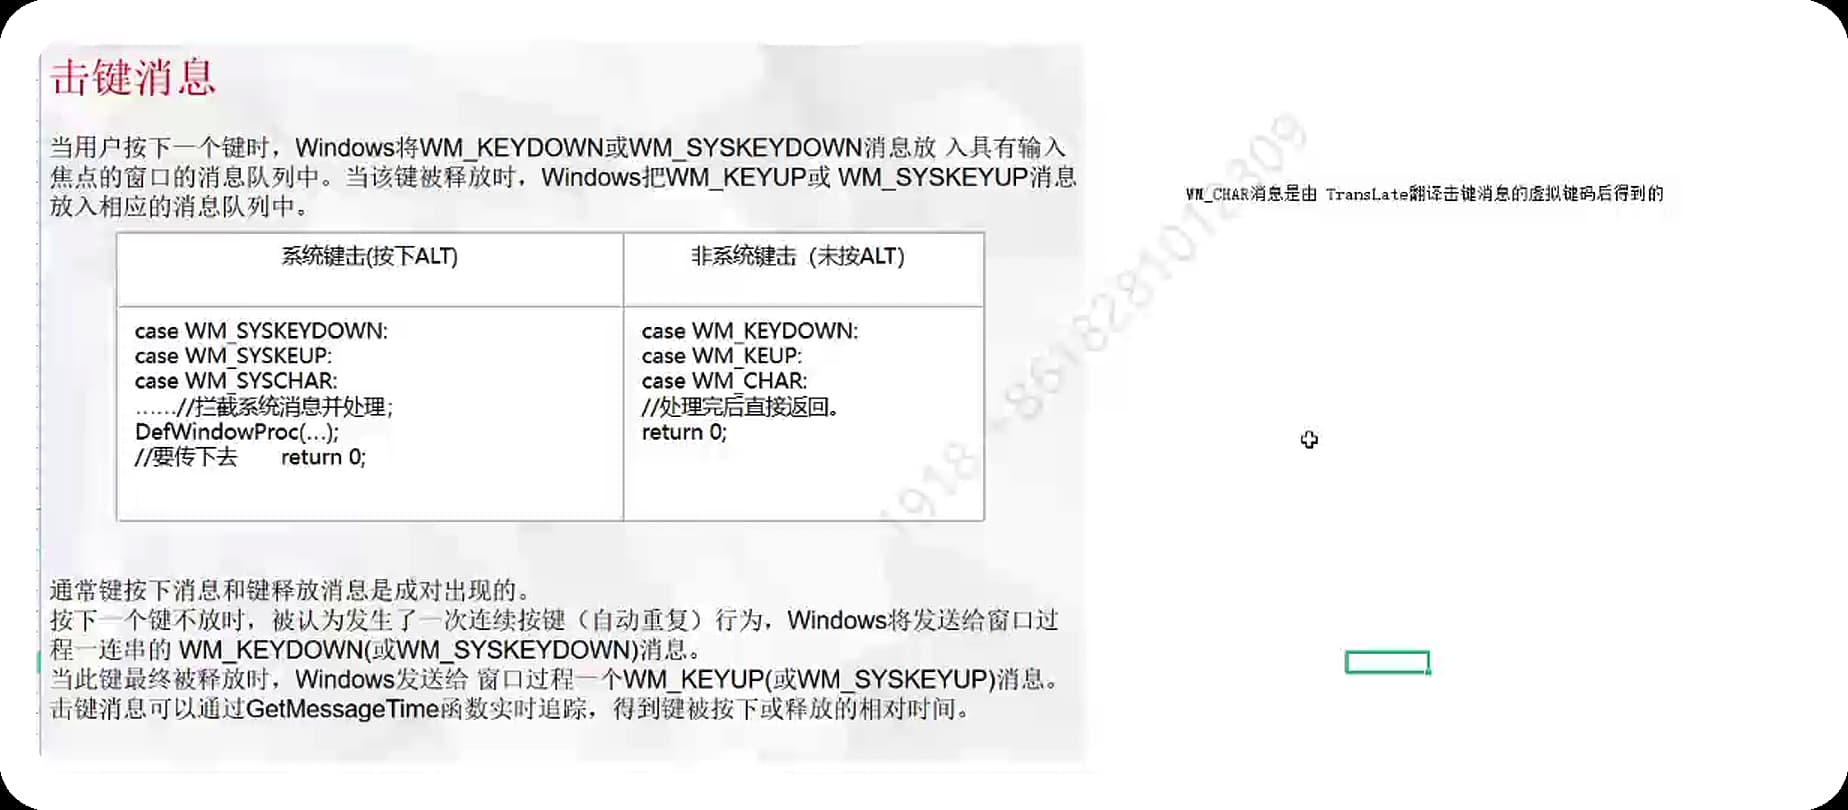 击键消息
当用户按下一个键时，Windows将WM_KEYDOWN或WM_SYSKEYDOWN消息放 入具有输入
焦点的窗口的消息队列中。当该键被释放时，Windows把WM_KEYUP或 WM_SYSKEYUP消息
放入相应的消息队列中。
系统键击(按下ALT)
非系统键击（未按ALT）
case WM_SYSKEYDOWN:
case WM_SYSKEUP:
case WM_SYSCHAR:
……//拦截系统消息并处理；
DefWindowProc(...);
//要传下去 return 0;
case WM_KEYDOWN:
case WM_KEUP:
case WM_CHAR:
//处理完后直接返回。
return 0;
通常键按下消息和键释放消息是成对出现的。
按下一个键不放时，被认为发生了一次连续按键（自动重复）行为，Windows将发送给窗口过
程一连串的 WM_KEYDOWN(或WM_SYSKEYDOWN)消息。
当此键最终被释放时，Windows发送给 窗口过程一个WM_KEYUP(或WM_SYSKEYUP)消息。
击键消息可以通过GetMessageTime函数实时追踪，得到键被按下或释放的相对时间。
WM_CHAR消息是由 TransLate翻译击键消息的虚拟键码后得到的